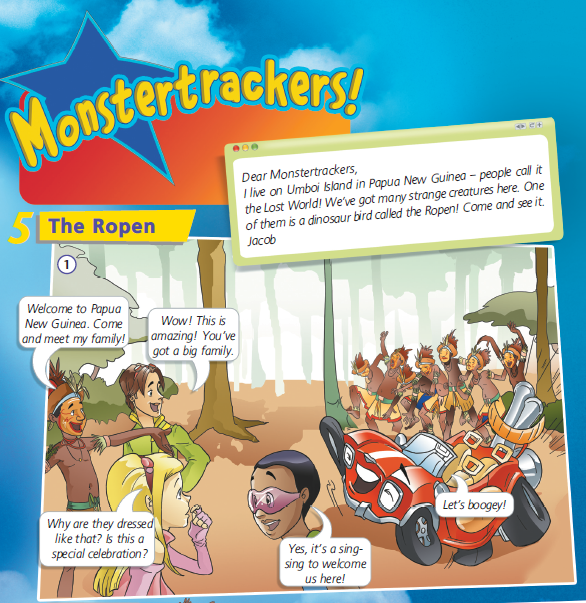 Monstertrackers!
Dear Monstertrackers,
I live on Umboi Island in Papua New Guinea – people call it
the Lost World! We've got many strange creatures here. One
of them is a dinosaur bird called the Ropen! Come and see it.
Jacob
5 The Ropen
1
Welcome to Papua
New Guinea. Come
and meet my family!
Wow! This is
amazing! You've
got a big family.
Why are they dressed
like that? Is this a
special celebration?
Yes, it's a sing-
sing to welcome
us here!
Let's boogey!